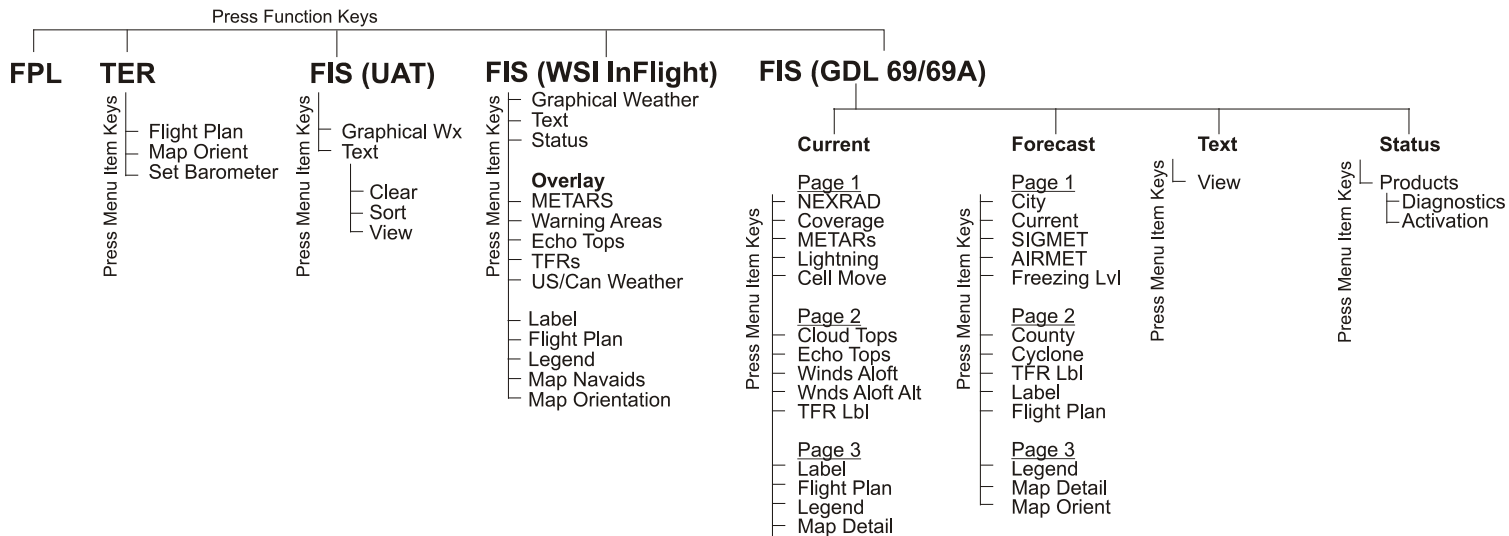 Press Function Keys
FPL
TER
Press Menu Item Keys
Flight Plan
Map Orient
Set Barometer
FIS (UAT)
Press Menu Item Keys
Graphical Wx
Text
Clear
Sort
View
FIS (WSI InFlight)
Press Menu Item Keys
Graphical Weather
Text
Status
Overlay
METARS
Warning Areas
Echo Tops
TFRs
US/Can Weather
Label
Flight Plan
Legend
Map Navaids
Map Orientation
FIS (GDL 69/69A)
Current
Press Menu Item Keys
Page 1
NEXRAD
Coverage
METARs
Lightning
Cell Move
Page 2
Cloud Tops
Echo Tops
Winds Aloft
Wnds Aloft Alt
TFR Lbl
Page 3
Label
Flight Plan
Legend
Map Detail
Forecast
Press Menu Item Keys
Page 1
City
Current
SIGMET
AIRMET
Freezing Lvl
Page 2
County
Cyclone
TFR Lbl
Label
Flight Plan
Page 3
Legend
Map Detail
Map Orient
Text
Press Menu Item Keys
View
Status
Press Menu Item Keys
Products
Diagnostics
Activation